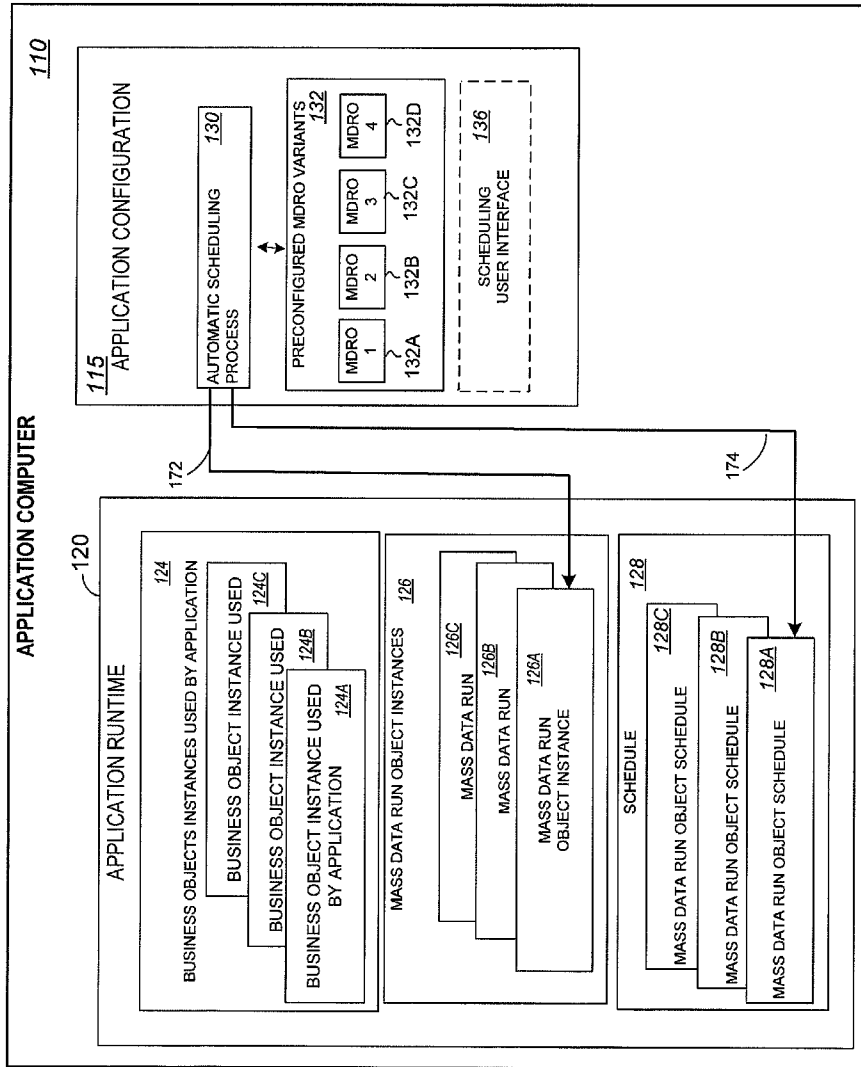 APPLICATION COMPUTER
110
120
APPLICATION RUNTIME
BUSINESS OBJECTS INSTANCES USED BY APPLICATION
124
BUSINESS OBJECT INSTANCE USED
124C
BUSINESS OBJECT INSTANCE USED
124B
BUSINESS OBJECT INSTANCE USED
BY APPLICATION
124A
MASS DATA RUN OBJECT INSTANCES
126
MASS DATA RUN
126C
MASS DATA RUN
126B
MASS DATA RUN
OBJECT INSTANCE
126A
SCHEDULE
128
MASS DATA RUN OBJECT SCHEDULE
128C
MASS DATA RUN OBJECT SCHEDULE
128B
MASS DATA RUN OBJECT SCHEDULE
128A
172
174
115
APPLICATION CONFIGURATION
AUTOMATIC SCHEDULING
PROCESS
130
PRECONFIGURED MDRO VARIANTS
132
MDRO
1
MDRO
2
MDRO
3
MDRO
4
132A
132B
132C
132D
SCHEDULING
USER INTERFACE
136